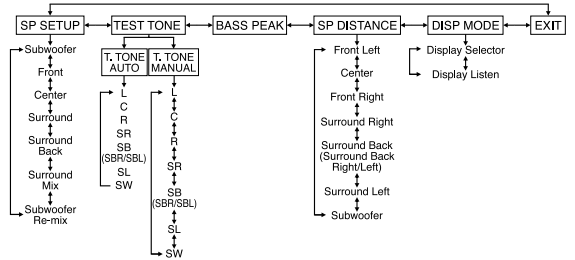 SP SETUP
TEST TONE
BASS PEAK
SP DISTANCE
DISP MODE
EXIT
Subwoofer
Front
Center
Surround
Surround
Back
Surround
Mix
Subwoofer
Re-mix
T. TONE
AUTO
L
C
R
SR
SB
(SBR/SBL)
SL
SW
T. TONE
MANUAL
L
C
R
SR
SB
(SBR/SBL)
SL
SW
Front Left
Center
Front Right
Surround Right
Surround Back
(Surround Back
Right/Left)
Surround Left
Subwoofer
Display Selector
Display Listen